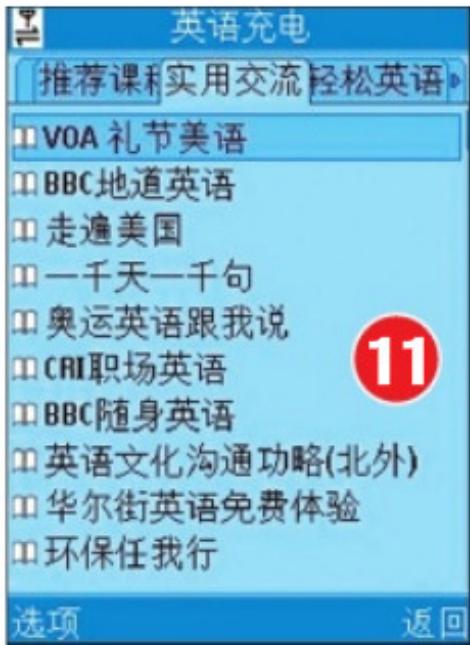 英语充电
推荐课程 实用交流 轻松英语
VOA 礼节美语
BBC地道英语
走遍美国
一千天一千句
奥运英语跟我说
CRI职场英语
BBC随身英语
英语文化沟通功略(北外)
华尔街英语免费体验
环保任我行
11
选项 返回